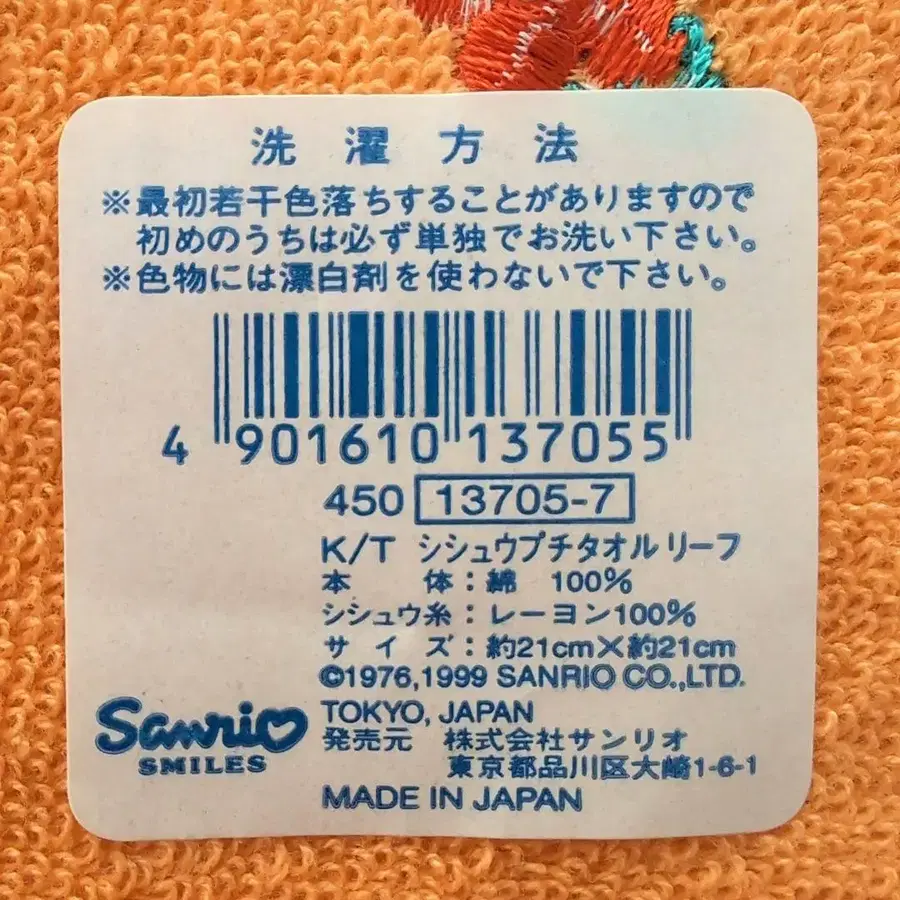 洗濯方法
※最初若干色落ちすることがありますので
初めのうちは必ず単独でお洗い下さい。
※色物には漂白剤を使わないで下さい。
4 901610 137055
450 13705-7
K/T シシュウプチタオルリーフ
本　体：綿　100%
シシュウ糸：レーヨン100%
サイズ：約21cm×約21cm
©1976,1999 SANRIO CO.,LTD.
TOKYO, JAPAN
Sanrio
SMILES
発売元　株式会社サンリオ
東京都品川区大崎1-6-1
MADE IN JAPAN